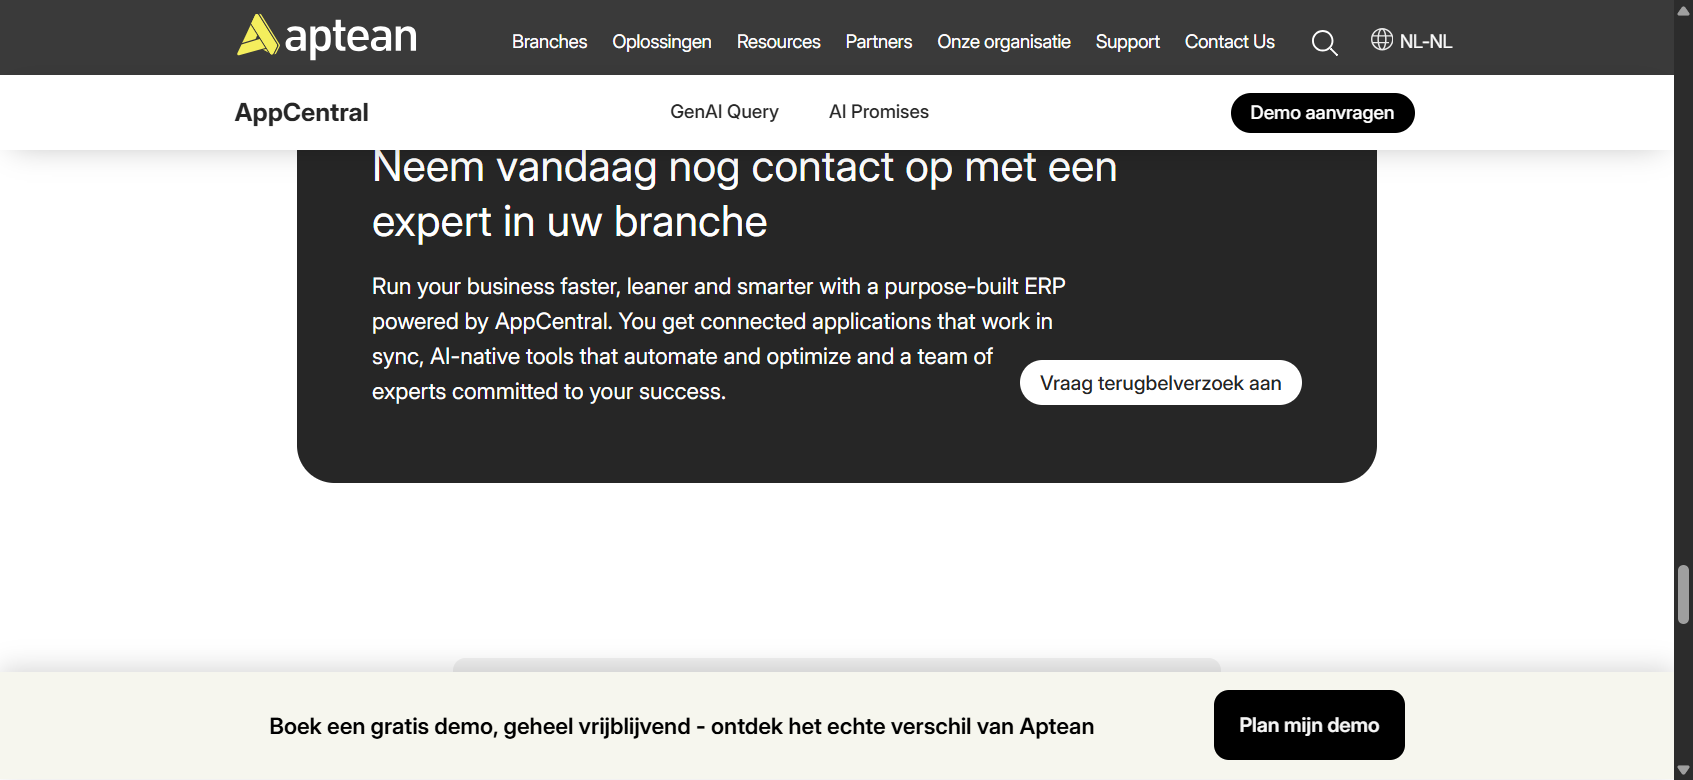 aptean
Branches Oplossingen Resources Partners Onze organisatie Support Contact Us NL-NL
AppCentral GenAI Query AI Promises Demo aanvragen
Neem vandaag nog contact op met een
expert in uw branche
Run your business faster, leaner and smarter with a purpose-built ERP
powered by AppCentral. You get connected applications that work in
sync, AI-native tools that automate and optimize and a team of
experts committed to your success.
Vraag terugbelverzoek aan
Boek een gratis demo, geheel vrijblijvend - ontdek het echte verschil van Aptean
Plan mijn demo